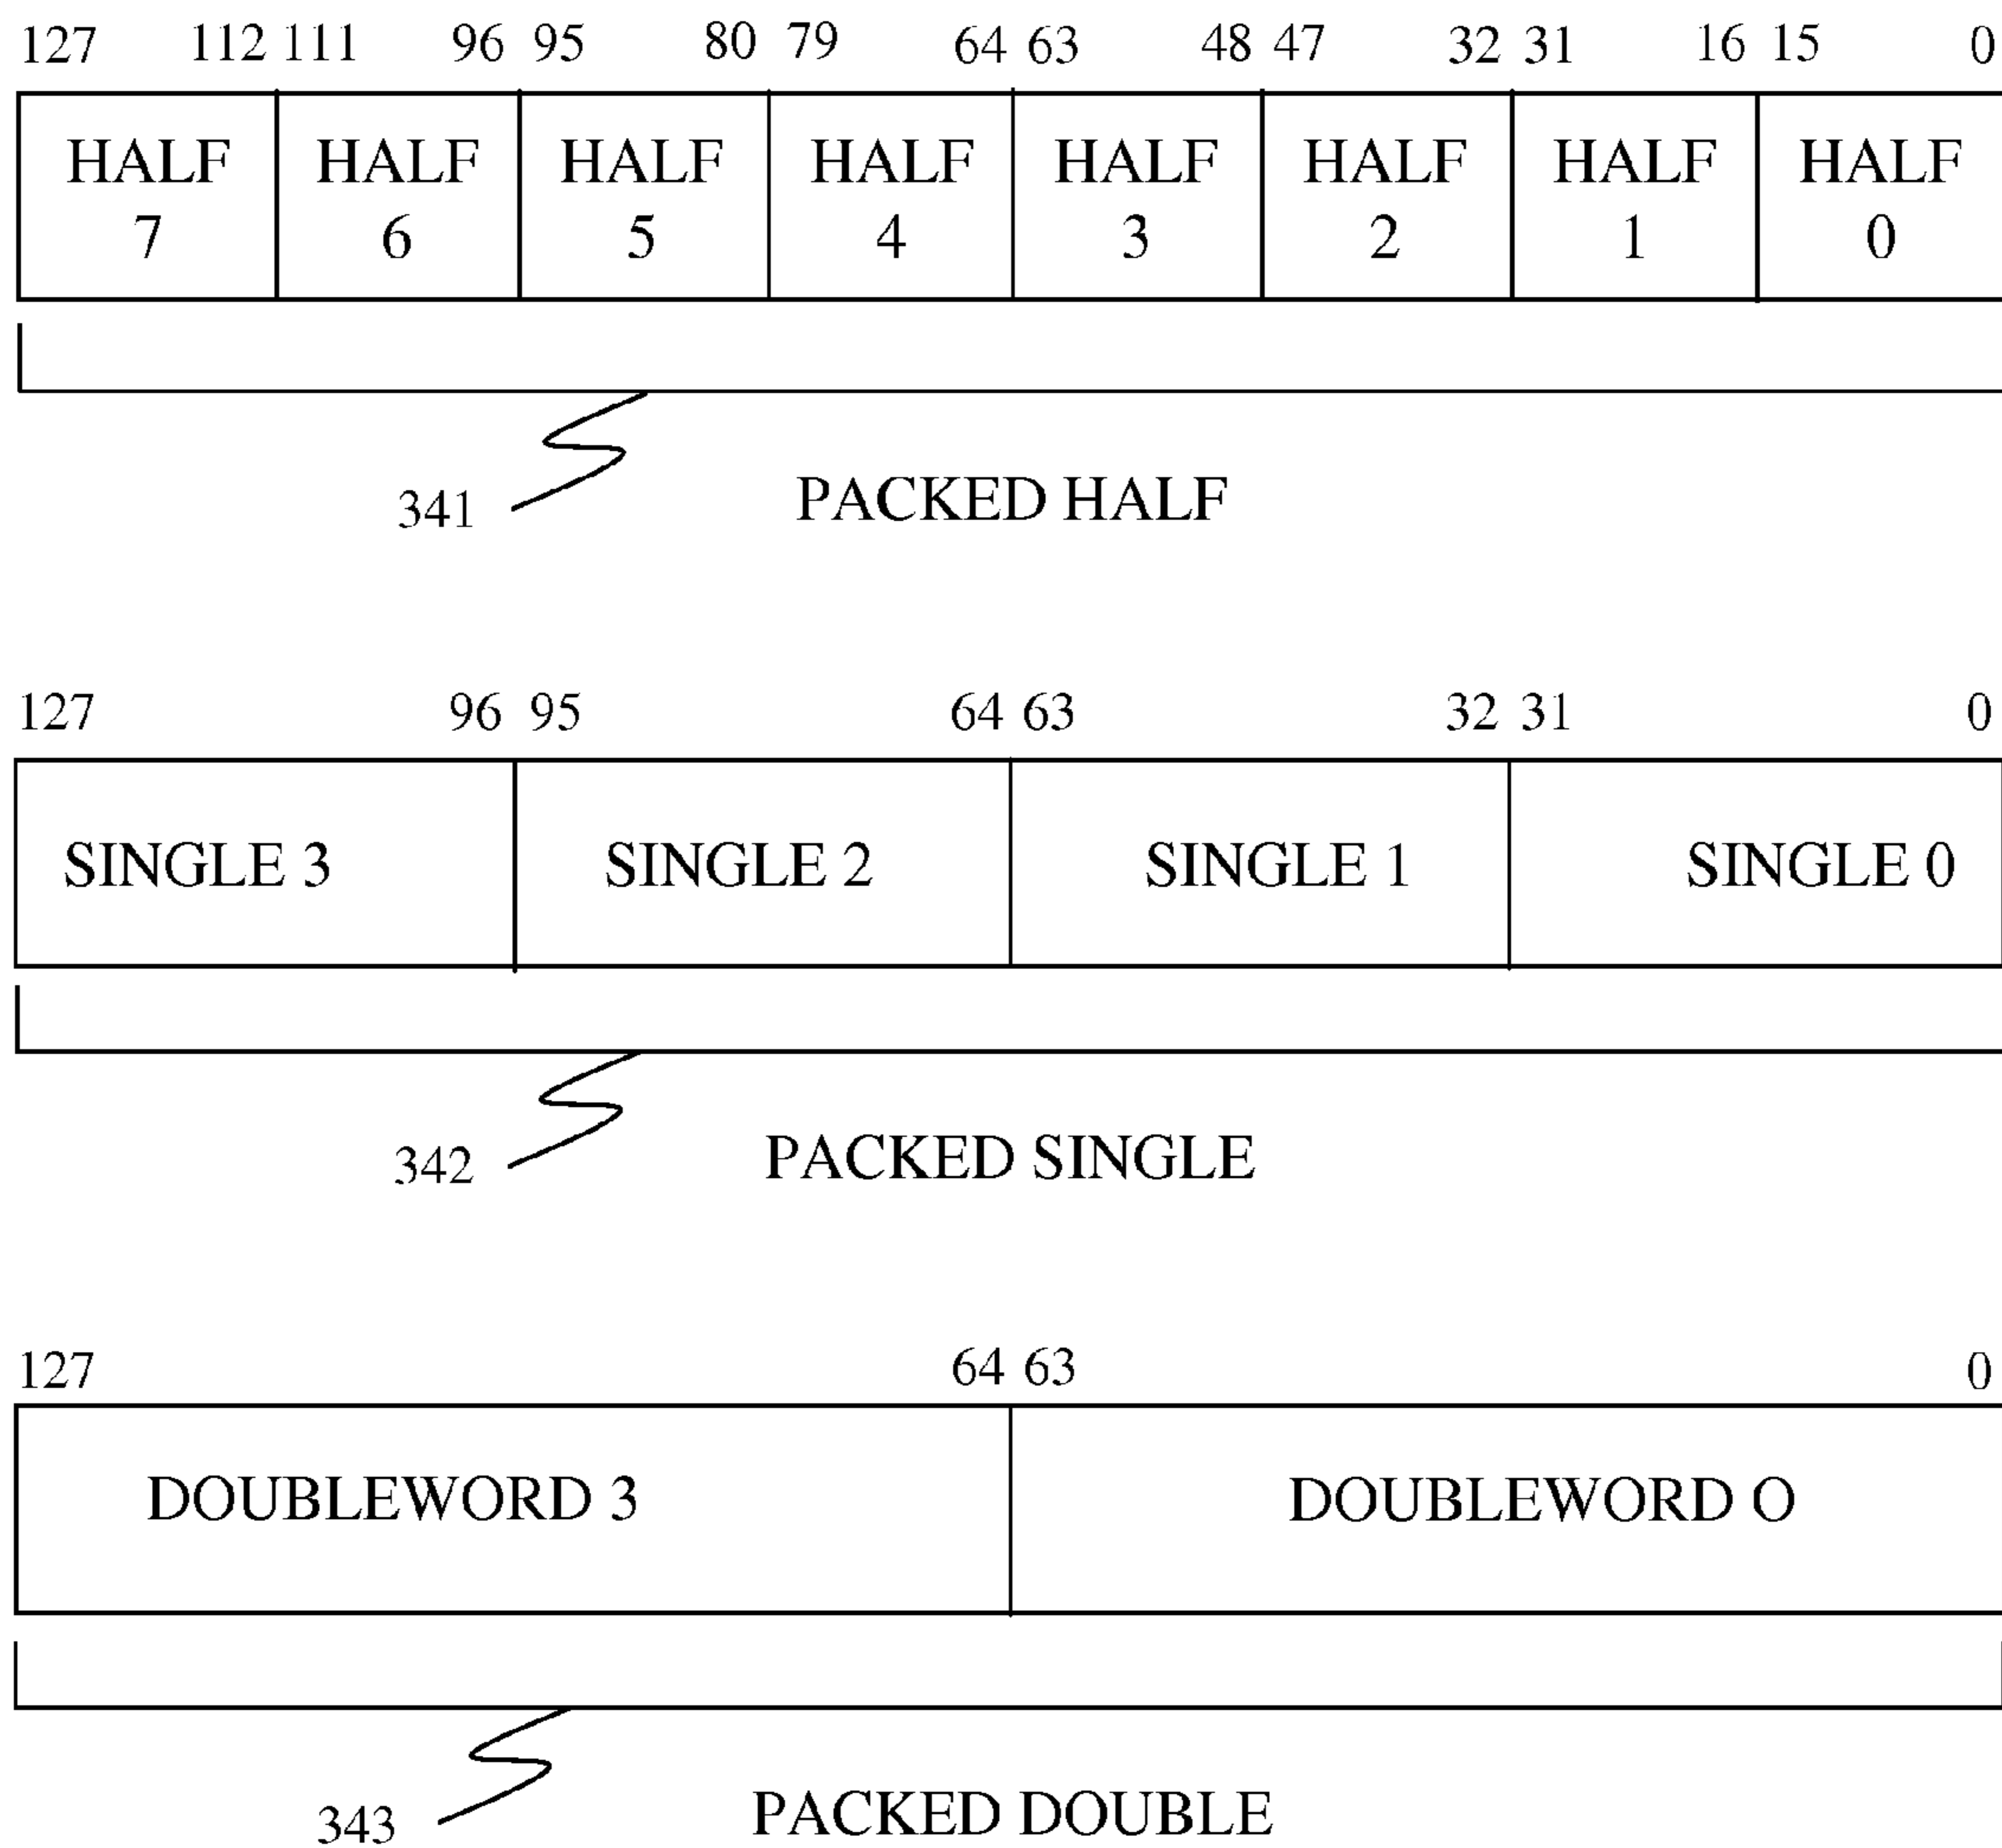 127 112 111 96 95 80 79 64 63 48 47 32 31 16 15 0
HALF HALF HALF HALF HALF HALF HALF HALF
7 6 5 4 3 2 1 0
341 PACKED HALF
127 96 95 64 63 32 31 0
SINGLE 3 SINGLE 2 SINGLE 1 SINGLE 0
342 PACKED SINGLE
127 64 63 0
DOUBLEWORD 3 DOUBLEWORD O
343 PACKED DOUBLE